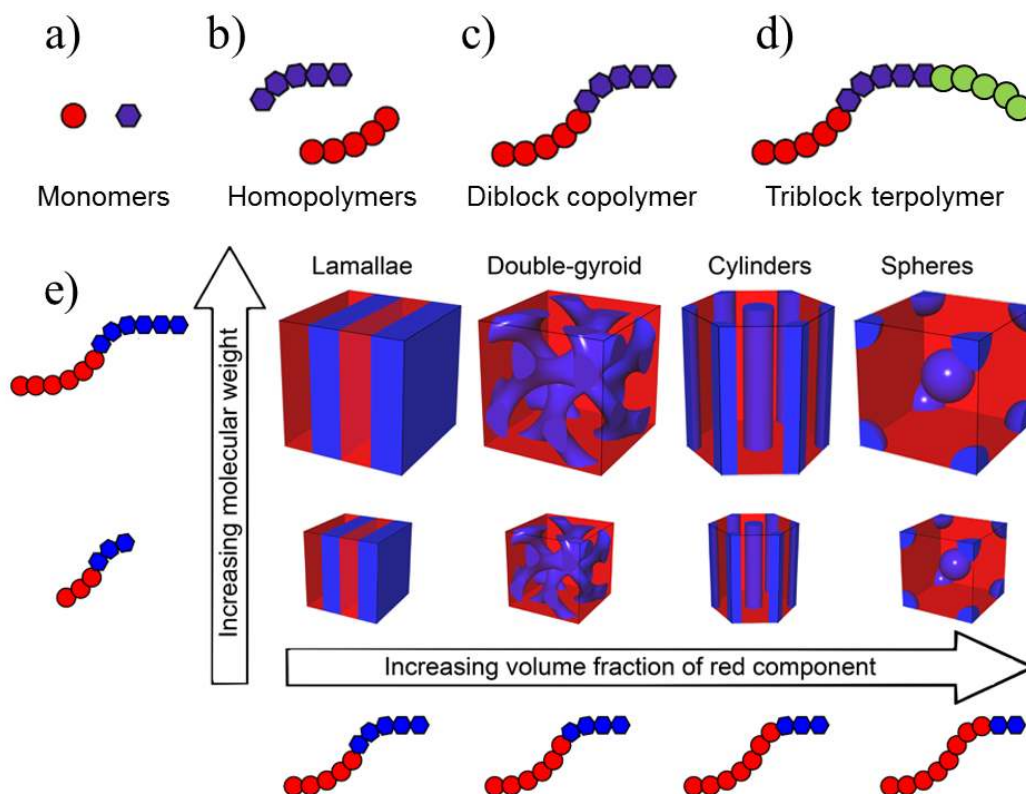 a)
b)
c)
d)
Monomers
Homopolymers
Diblock copolymer
Triblock terpolymer
e)
Lamallae
Double-gyroid
Cylinders
Spheres
Increasing molecular weight
Increasing volume fraction of red component